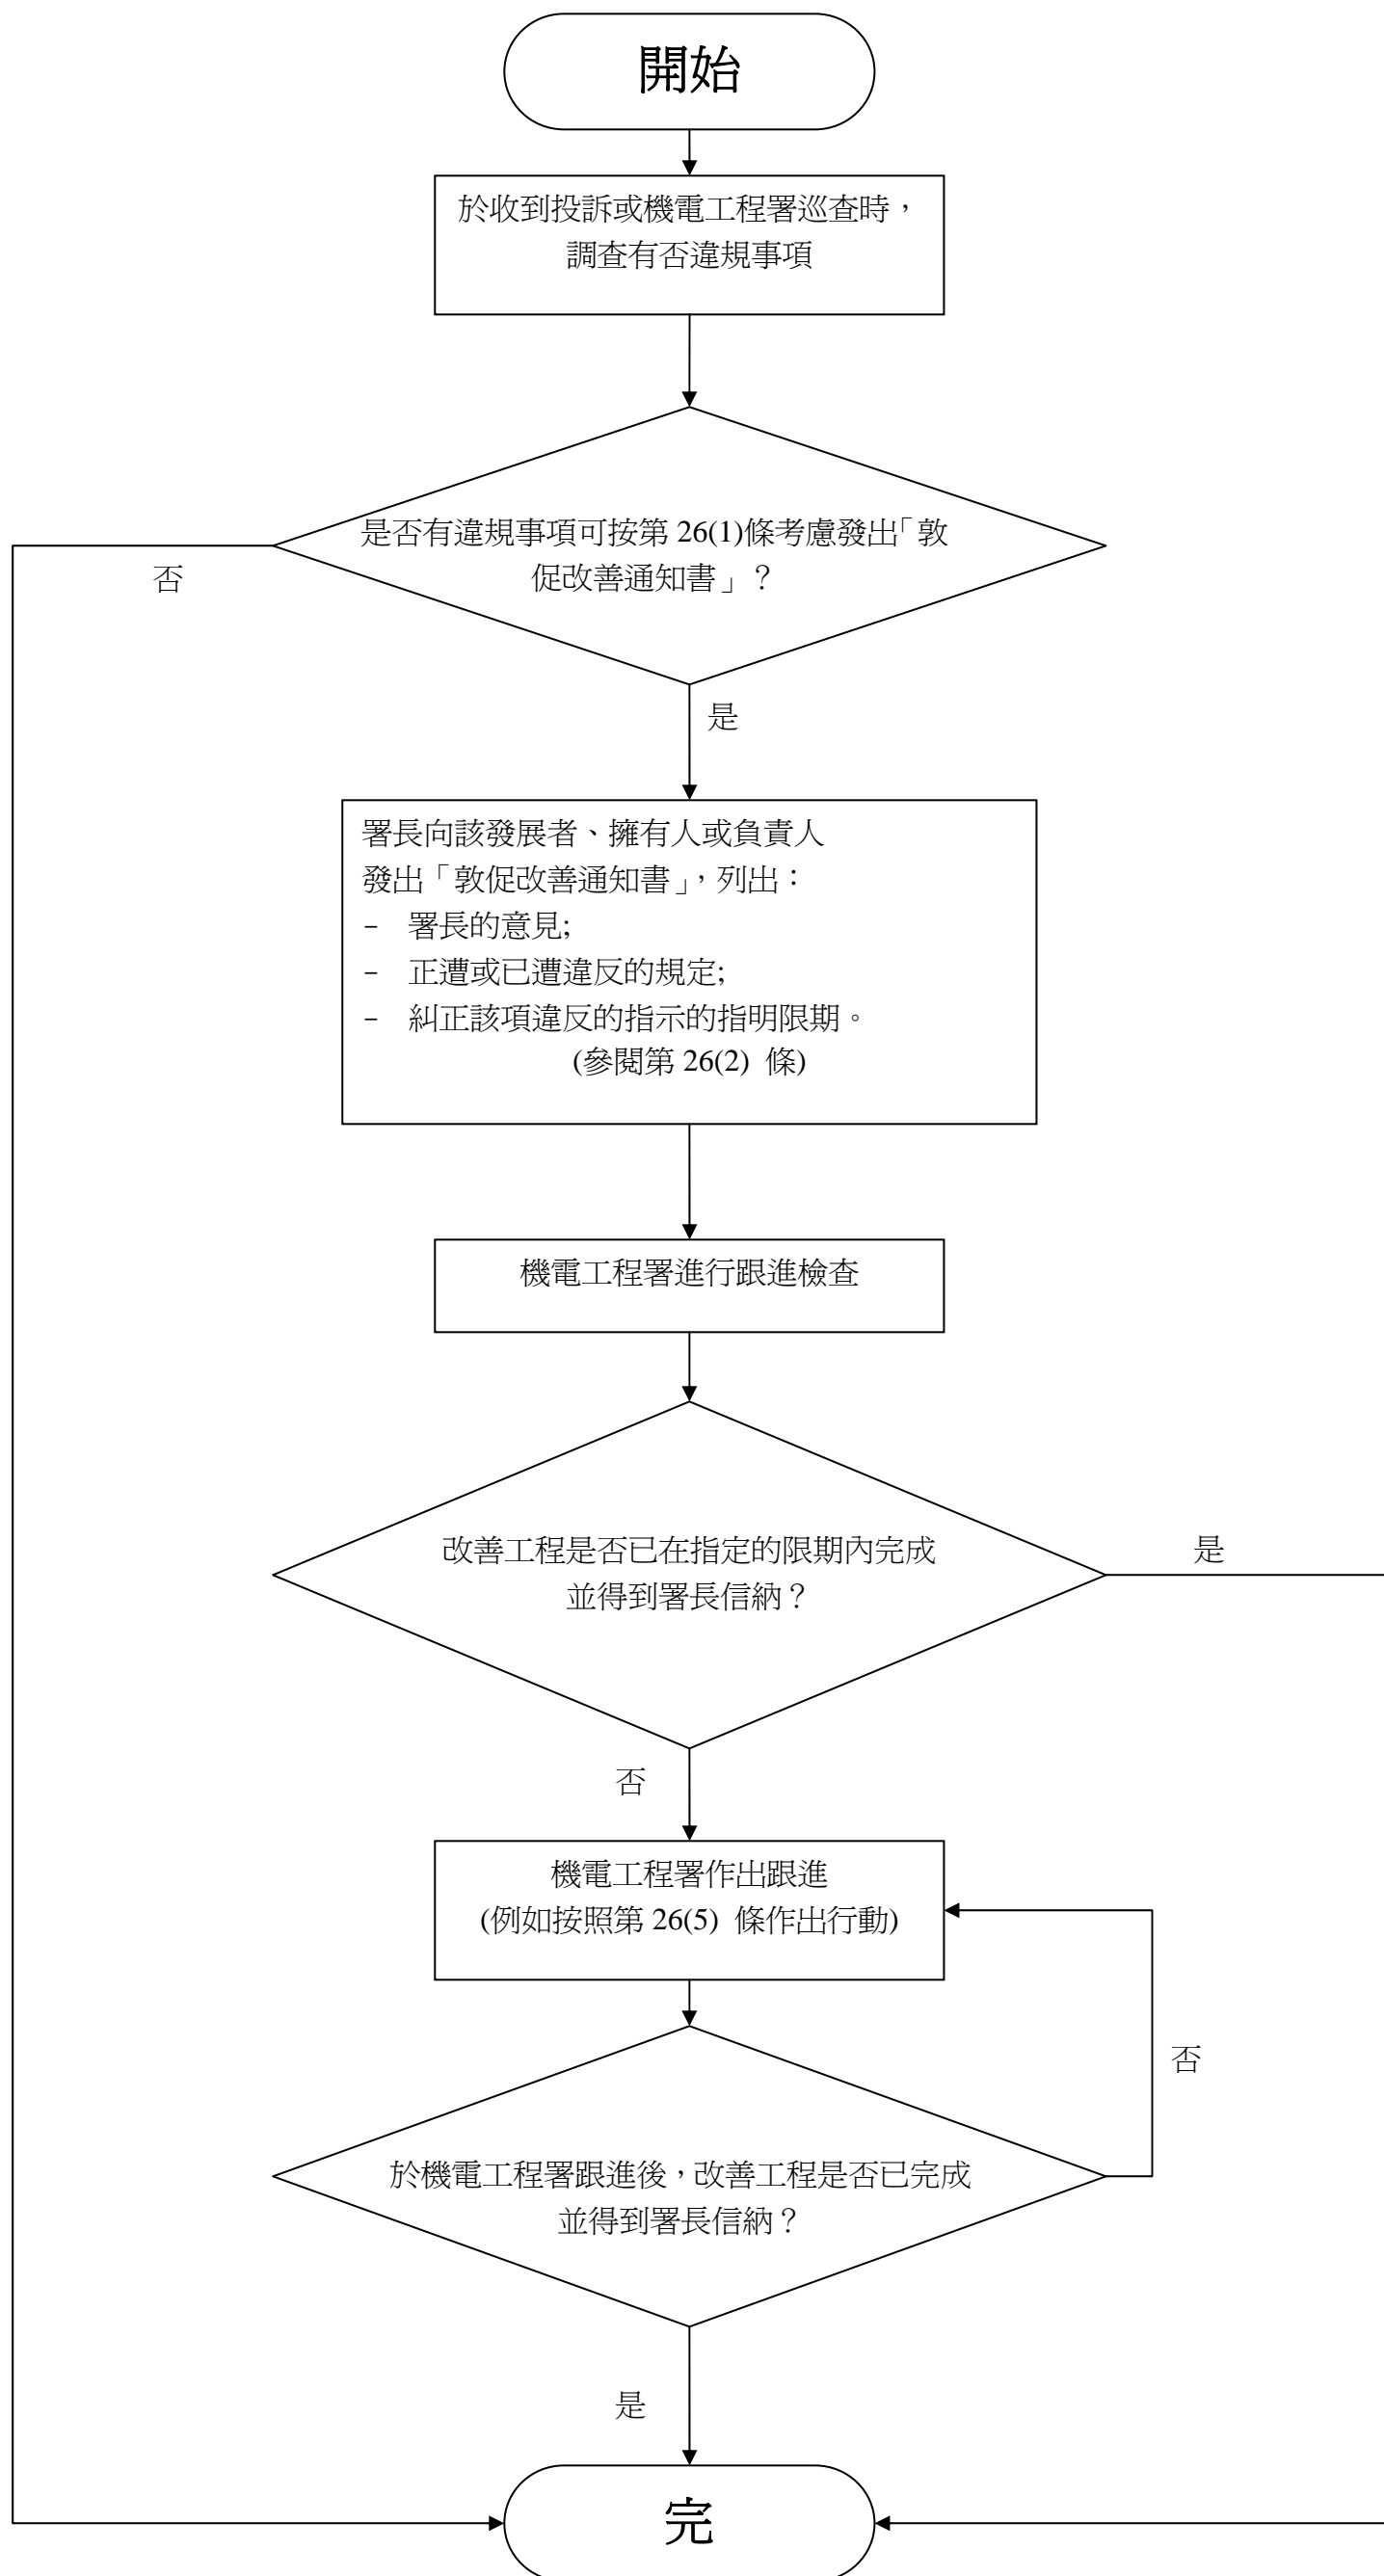 開始
於收到投訴或機電工程署巡查時，
調查有否違規事項
是否有違規事項可按第 26(1)條考慮發出「敦
促改善通知書」？
否
是
署長向該發展者、擁有人或負責人
發出「敦促改善通知書」，列出：
- 署長的意見;
- 正遭或已遭違反的規定;
- 糾正該項違反的指示的指明限期。
(參閱第 26(2) 條)
機電工程署進行跟進檢查
改善工程是否已在指定的限期內完成
並得到署長信納？
是
否
機電工程署作出跟進
(例如按照第 26(5) 條作出行動)
否
於機電工程署跟進後，改善工程是否已完成
並得到署長信納？
是
完